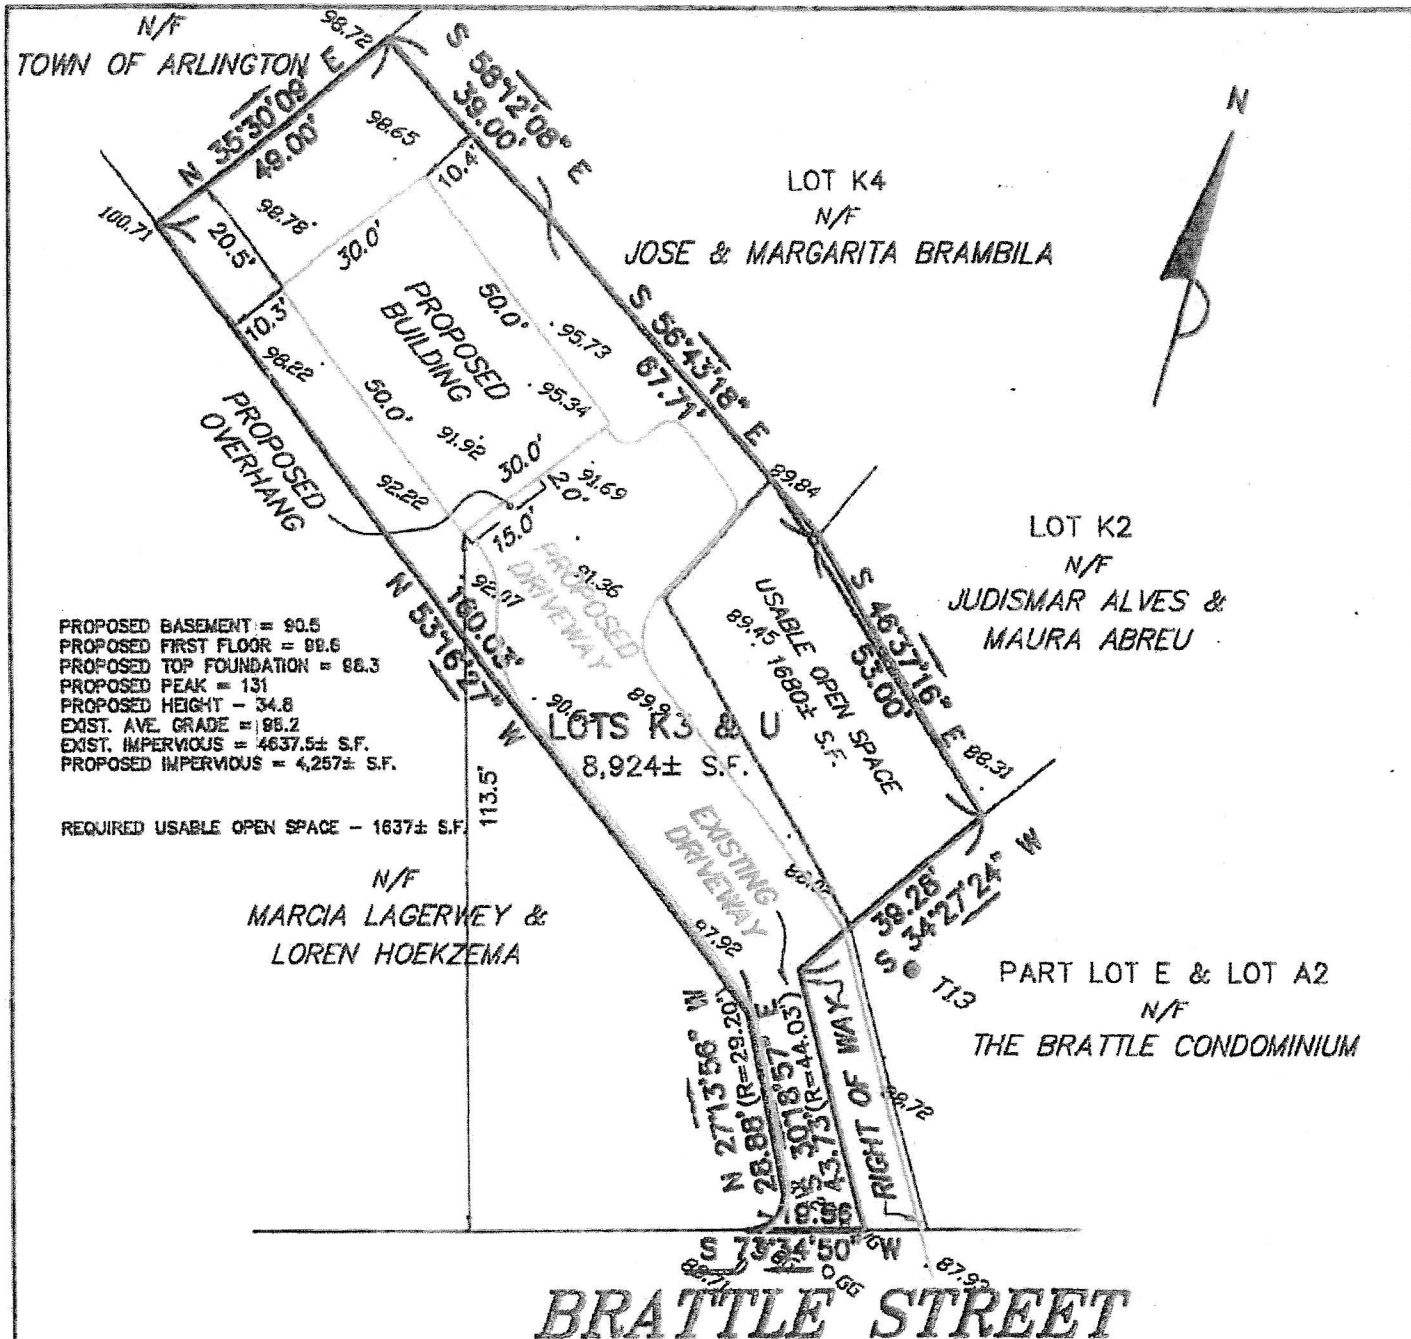 N/F
TOWN OF ARLINGTON
98.72
N 35°30'09" E
49.00'
S 58°12'08" E
39.00'
98.65
10.4'
98.78
100.71
20.5'
30.0'
10.3'
98.22
PROPOSED
BUILDING
50.0'
95.73
95.34
50.0'
91.92
30.0'
PROPOSED
OVERHANG
92.22
2.0'
91.69
15.0'
LOT K4
N/F
JOSE & MARGARITA BRAMBILA
N
S 56°43'18" E
67.71'
89.84
LOT K2
N/F
JUDISMAR ALVES &
MAURA ABREU
S 46°37'16" E
53.00'
USABLE OPEN SPACE
89.45 1680± S.F.
88.31
PROPOSED
DRIVEWAY
91.36
N 53°16'27" W
160.03'
PROPOSED BASEMENT = 90.5
PROPOSED FIRST FLOOR = 99.6
PROPOSED TOP FOUNDATION = 98.3
PROPOSED PEAK = 131
PROPOSED HEIGHT - 34.8
EXIST. AVE. GRADE = 96.2
EXIST. IMPERVIOUS = 4637.5± S.F.
PROPOSED IMPERVIOUS = 4,257± S.F.
REQUIRED USABLE OPEN SPACE - 1637± S.F.
113.5'
LOTS K3 & U
8,924± S.F.
EXISTING
DRIVEWAY
N/F
MARCIA LAGERWEY &
LOREN HOEKZEMA
39.28'
S 34°27'24" W
T13
PART LOT E & LOT A2
N/F
THE BRATTLE CONDOMINIUM
N 27°13'56" W
28.88' (R=29.20')
30°18'57" E
43.73' (R=44.03')
RIGHT OF WAY
19.56
S 73°34'50" W
GG
BRATTLE STREET